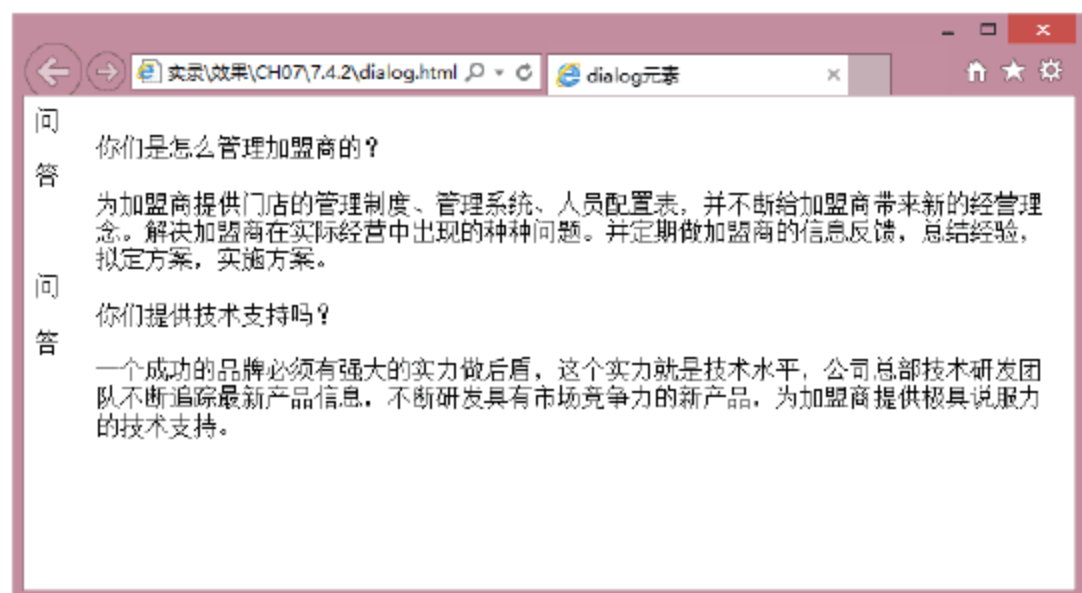 实录\效果\CH07\7.4.2\dialog.html
dialog元素
问
你们是怎么管理加盟商的？
答
为加盟商提供门店的管理制度、管理系统、人员配置表，并不断给加盟商带来新的经营理
念。解决加盟商在实际经营中出现的种种问题。并定期做加盟商的信息反馈，总结经验，
拟定方案，实施方案。
问
你们提供技术支持吗？
答
一个成功的品牌必须有强大的实力做后盾，这个实力就是技术水平，公司总部技术研发团
队不断追踪最新产品信息，不断研发具有市场竞争力的新产品，为加盟商提供极具说服力
的技术支持。